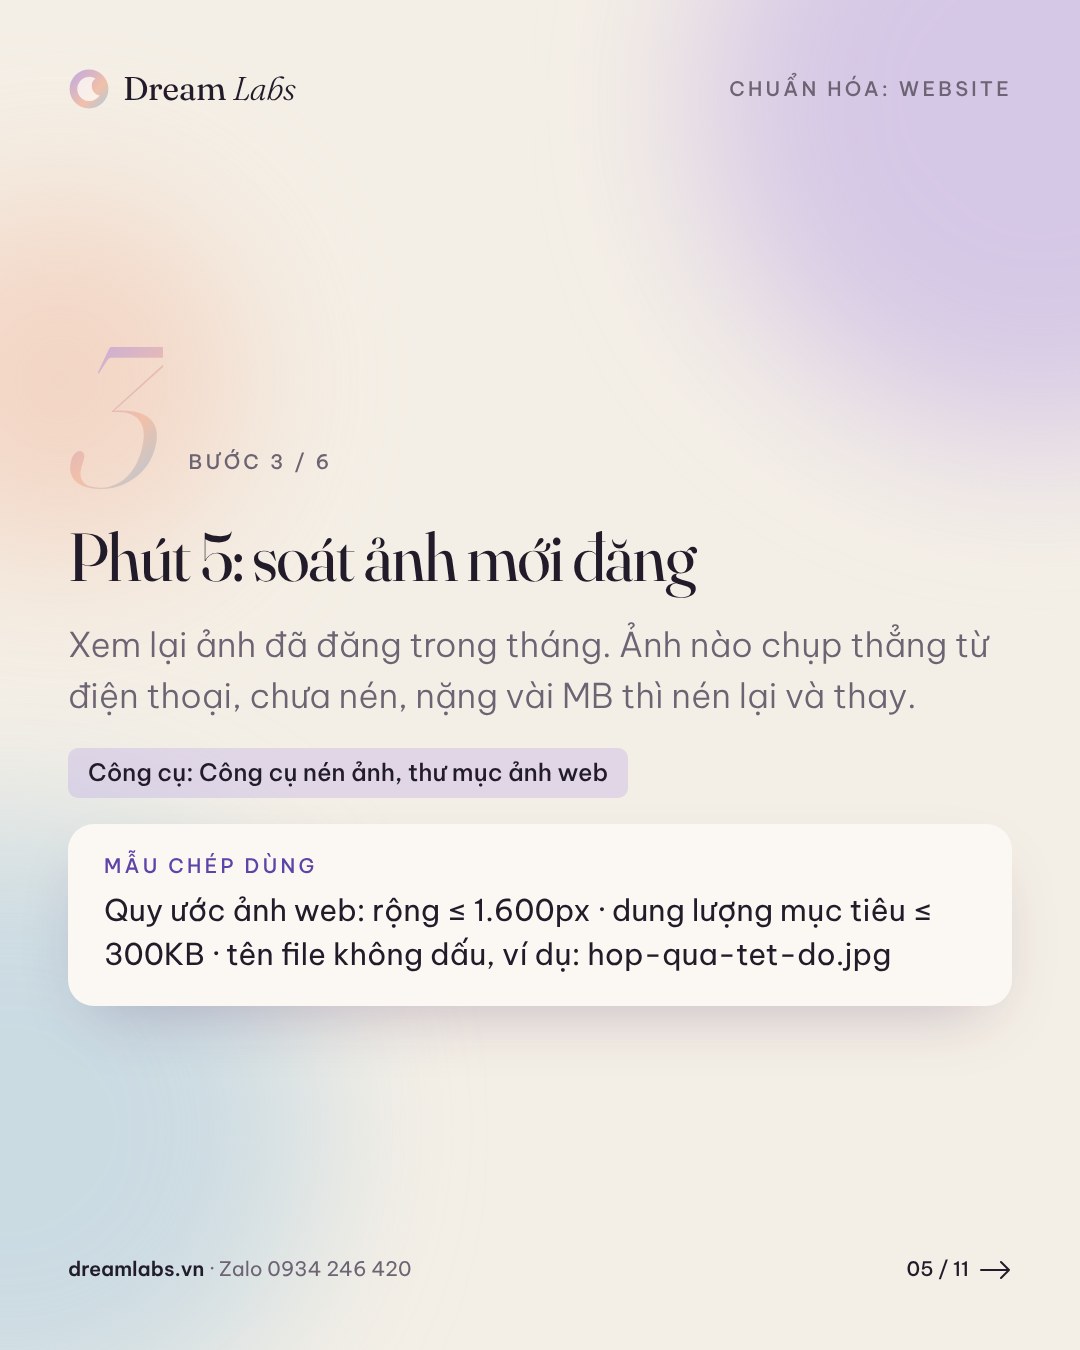 Dream Labs
CHUẨN HÓA: WEBSITE
3
BƯỚC 3 / 6
Phút 5: soát ảnh mới đăng
Xem lại ảnh đã đăng trong tháng. Ảnh nào chụp thẳng từ
điện thoại, chưa nén, nặng vài MB thì nén lại và thay.
Công cụ: Công cụ nén ảnh, thư mục ảnh web
MẪU CHÉP DÙNG
Quy ước ảnh web: rộng ≤ 1.600px · dung lượng mục tiêu ≤
300KB · tên file không dấu, ví dụ: hop-qua-tet-do.jpg
dreamlabs.vn · Zalo 0934 246 420
05 / 11 →